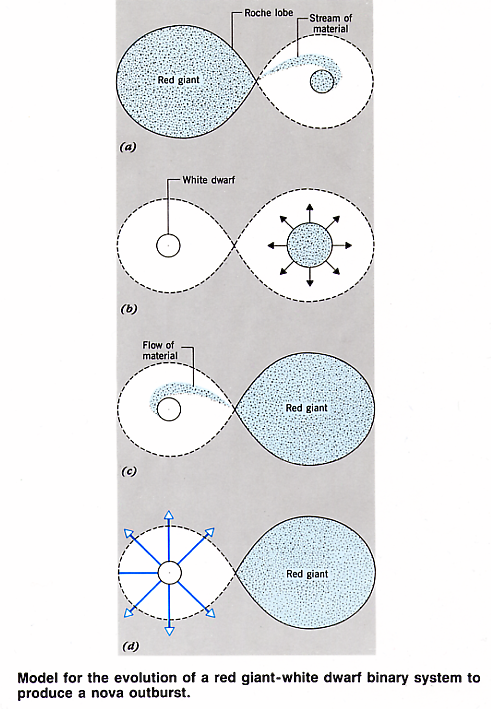 Roche lobe
Stream of
material
Red giant
(a)
White dwarf
(b)
Flow of
material
Red giant
(c)
Red giant
(d)
Model for the evolution of a red giant-white dwarf binary system to
produce a nova outburst.